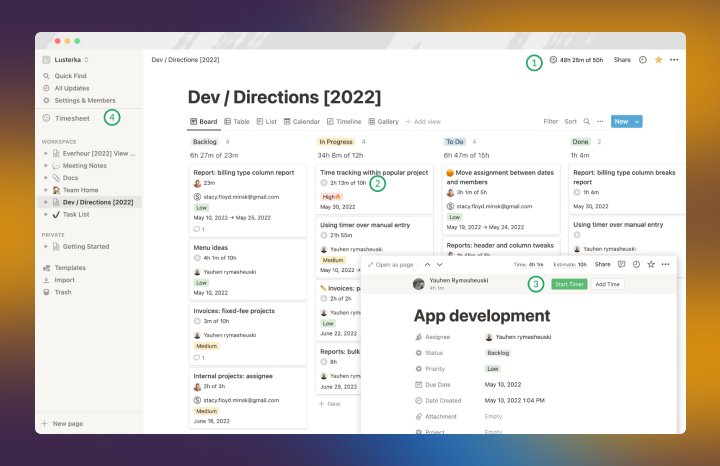 Lusterka
Quick Find
All Updates
Settings & Members
Timesheet
4
WORKSPACE
Everhour [2022] View ...
Meeting Notes
Docs
Team Home
Dev / Directions [2022]
Task List
PRIVATE
Getting Started
Templates
Import
Trash
New page
Dev / Directions [2022]
1
48h 26m of 50h
Share
Dev / Directions [2022]
Board
Table
List
Calendar
Timeline
Gallery
Add view
Filter
Sort
New
Backlog 4
6h 27m of 23m
Report: billing type column report
23m
stacy.floyd.minsk@gmail.com
Low
May 10, 2022 → May 25, 2022
1
Menu ideas
4h 1m of 10h
Yauhen rymasheuski
Low
May 10, 2022
Invoices: fixed-fee projects
3m of 10h
Yauhen rymasheuski
Medium
1
Internal projects: assignee
2h of 3h
stacy.floyd.minsk@gmail.com
Medium
June 16, 2022
In Progress 4
34h 8m of 12h
Time tracking within popular project
2h 13m of 10h
2
High🔥
May 30, 2022
Using timer over manual entry
21h 55m
Yauhen rymasheuski
Medium
May 10, 2022 →
Invoices: p
2h of 2h
Yauhen rym
Low
June 22, 2022
Reports: bulk
8h
Yauhen rym
June 29, 2022
New
To Do 4
6h 47m of 15h
Move assignment between dates
and members
3h 1m of 5h
stacy.floyd.minsk@gmail.com
Low
May 19, 2022 → May 24, 2022
Reports: header and column tweaks
Done 2
1h 4m
Report: billing type column breaks
report
1h 4m
May 30, 2022
Using timer over manual entry
Open as page
Time: 4h 1m
Estimate: 10h
Share
Yauhen Rymasheuski
4h 1m
3
Start Timer
Add Time
App development
Assignee
Yauhen rymasheuski
Status
Backlog
Priority
Low
Due Date
May 10, 2022
Date Created
May 10, 2022 1:04 PM
Attachment
Empty
Project
Empty